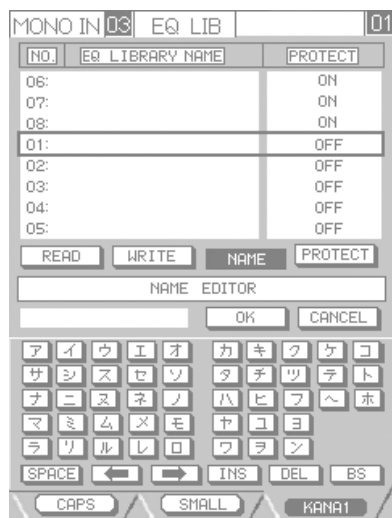 MONO IN 03 EQ LIB 01
NO. EQ LIBRARY NAME PROTECT
06: ON
07: ON
08: ON
01: OFF
02: OFF
03: OFF
04: OFF
05: OFF
READ WRITE NAME PROTECT
NAME EDITOR
OK CANCEL
ア イ ウ エ オ カ キ ク ケ コ
サ シ ス セ ソ タ チ ツ テ ト
ナ ニ ヌ ネ ノ ハ ヒ フ ヘ ホ
マ ミ ム メ モ ヤ ユ ヨ
ラ リ ル レ ロ ワ ヲ ン
SPACE ← → INS DEL BS
CAPS SMALL KANA1